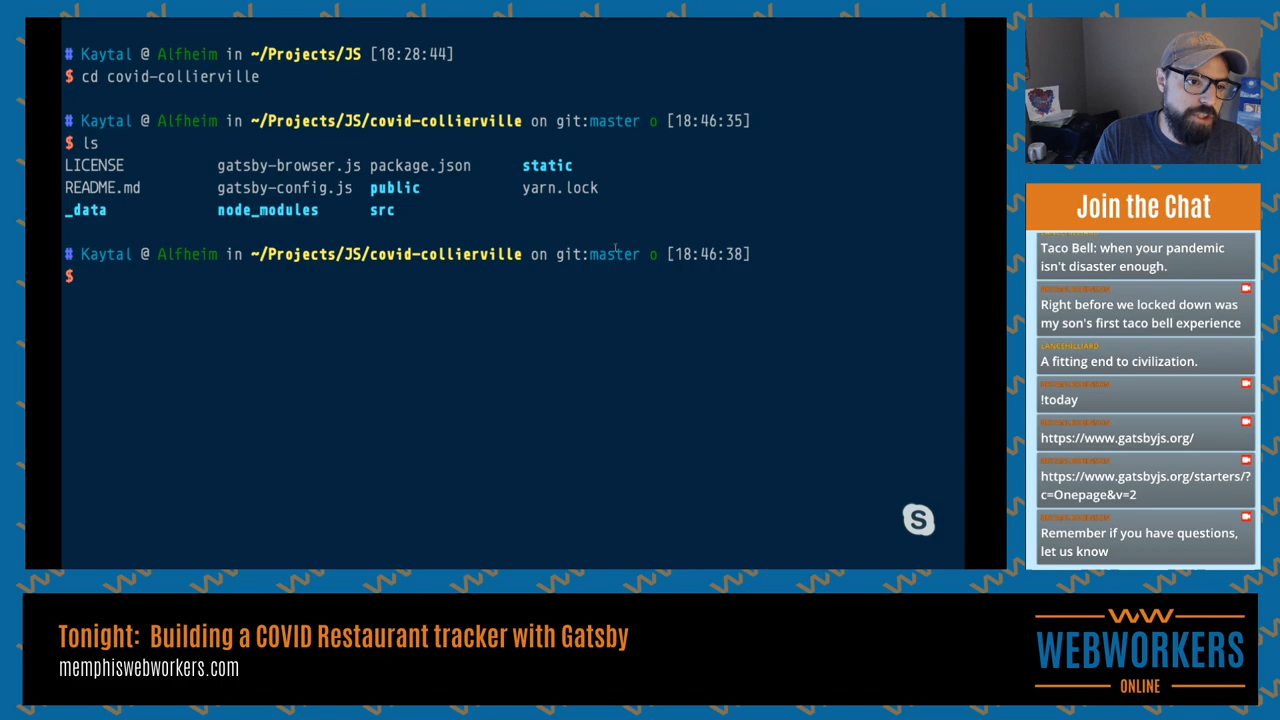 # Kaytal @ Alfheim in ~/Projects/JS [18:28:44]
$ cd covid-collierville
# Kaytal @ Alfheim in ~/Projects/JS/covid-collierville on git:master o [18:46:35]
$ ls
LICENSE gatsby-browser.js package.json static
README.md gatsby-config.js public yarn.lock
_data node_modules src
# Kaytal @ Alfheim in ~/Projects/JS/covid-collierville on git:master o [18:46:38]
$
S
Join the Chat
Taco Bell: when your pandemic
isn't disaster enough.
Right before we locked down was
my son's first taco bell experience
LANCEHILLIARD
A fitting end to civilization.
!today
https://www.gatsbyjs.org/
https://www.gatsbyjs.org/starters/?
c=Onepage&v=2
Remember if you have questions,
let us know
Tonight: Building a COVID Restaurant tracker with Gatsby
memphiswebworkers.com
WEBWORKERS
ONLINE